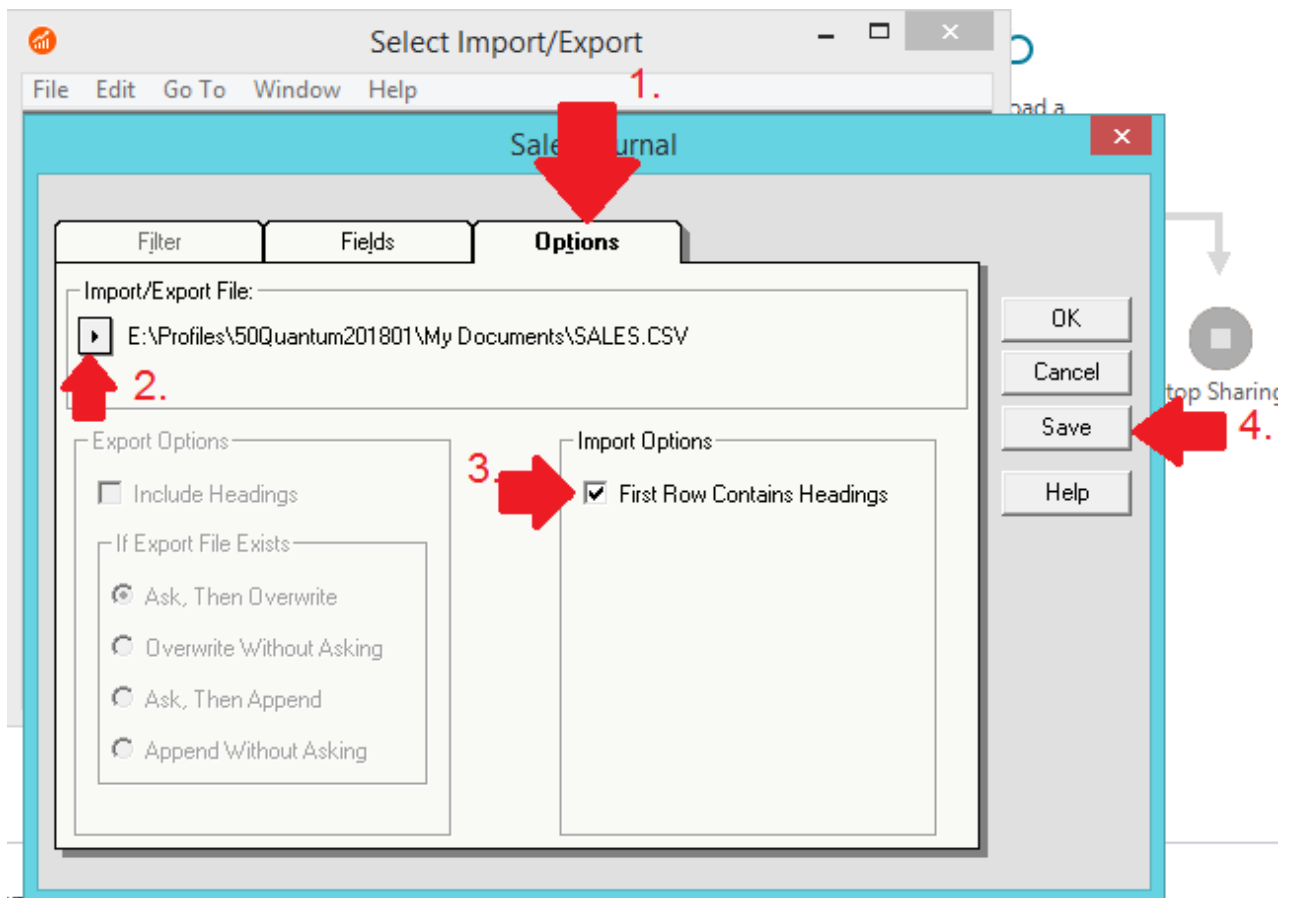 Select Import/Export
File Edit Go To Window Help
1.
oad a
Sale urnal
Filter Fields Options
Import/Export File:
E:\Profiles\50Quantum201801\My Documents\SALES.CSV
2.
OK
Cancel
top Sharing
Save
4.
Help
Export Options
Include Headings
If Export File Exists
Ask, Then Overwrite
Overwrite Without Asking
Ask, Then Append
Append Without Asking
Import Options
3.
First Row Contains Headings